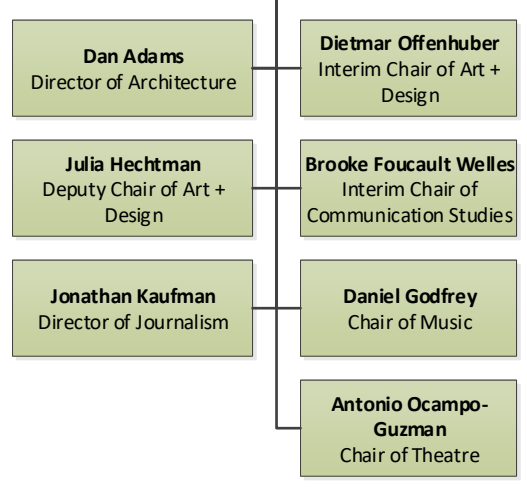 Dan Adams
Director of Architecture
Dietmar Offenhuber
Interim Chair of Art +
Design
Julia Hechtman
Deputy Chair of Art +
Design
Brooke Foucault Welles
Interim Chair of
Communication Studies
Jonathan Kaufman
Director of Journalism
Daniel Godfrey
Chair of Music
Antonio Ocampo-
Guzman
Chair of Theatre